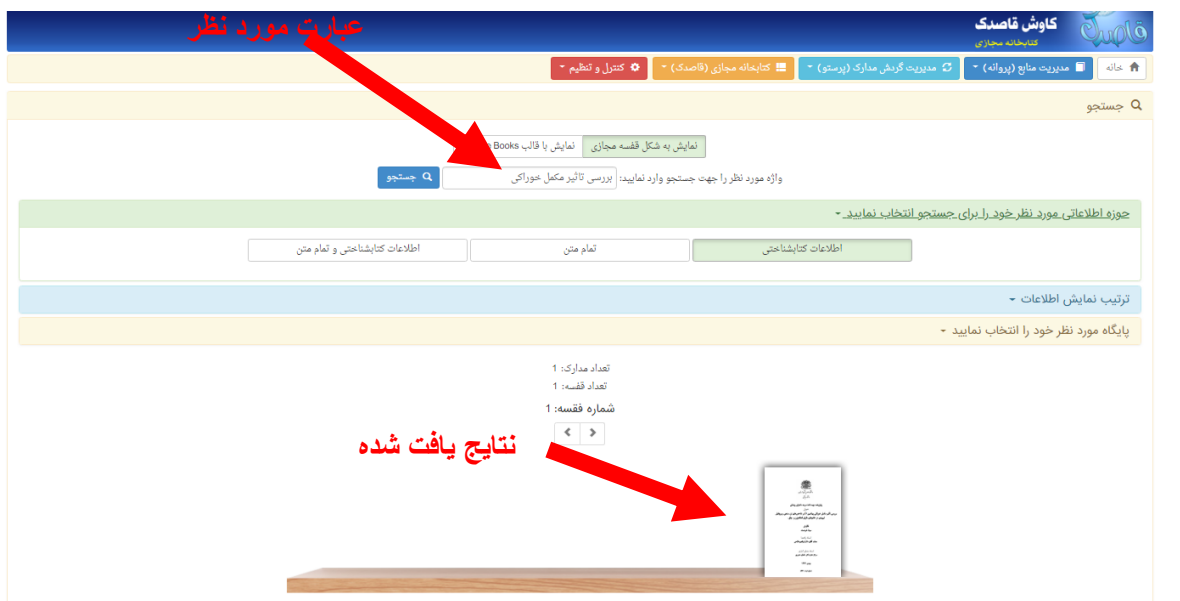 عبارت مورد نظر
کاوش قاصدک
کتابخانه مجازی
خانه
مدیریت منابع (پروانه)
مدیریت گردش مدارک (پرستو)
کتابخانه مجازی (قاصدک)
کنترل و تنظیم
جستجو
نمایش به شکل قفسه مجازی
نمایش با قالب Books
واژه مورد نظر را جهت جستجو وارد نمایید:
بررسی تاثیر مکمل خوراکی
جستجو
حوزه اطلاعاتی مورد نظر خود را برای جستجو انتخاب نمایید
اطلاعات کتابشناختی
تمام متن
اطلاعات کتابشناختی و تمام متن
ترتیب نمایش اطلاعات
پایگاه مورد نظر خود را انتخاب نمایید
تعداد مدارک: 1
تعداد قفسه: 1
شماره فقسه: 1
نتایج یافت شده